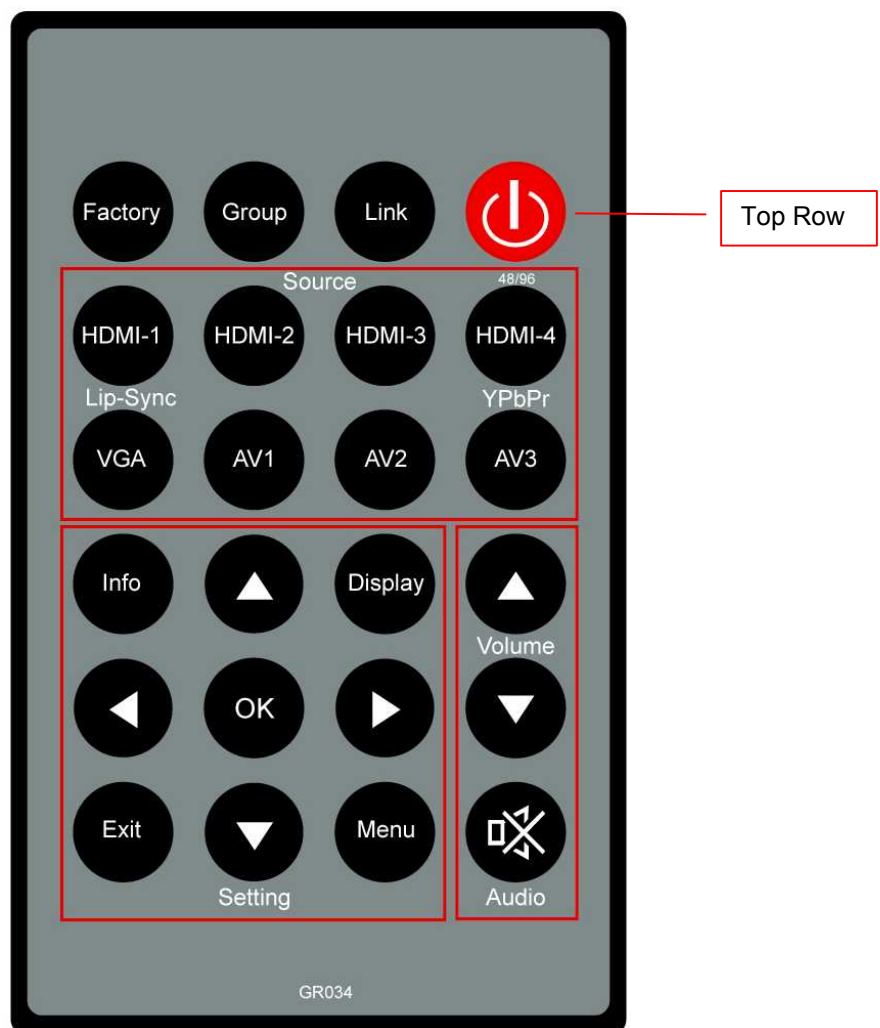 Factory Group Link Top Row
Source 48/96
HDMI-1 HDMI-2 HDMI-3 HDMI-4
Lip-Sync YPbPr
VGA AV1 AV2 AV3
Info Display
Volume
OK
Exit Menu
Setting Audio
GR034